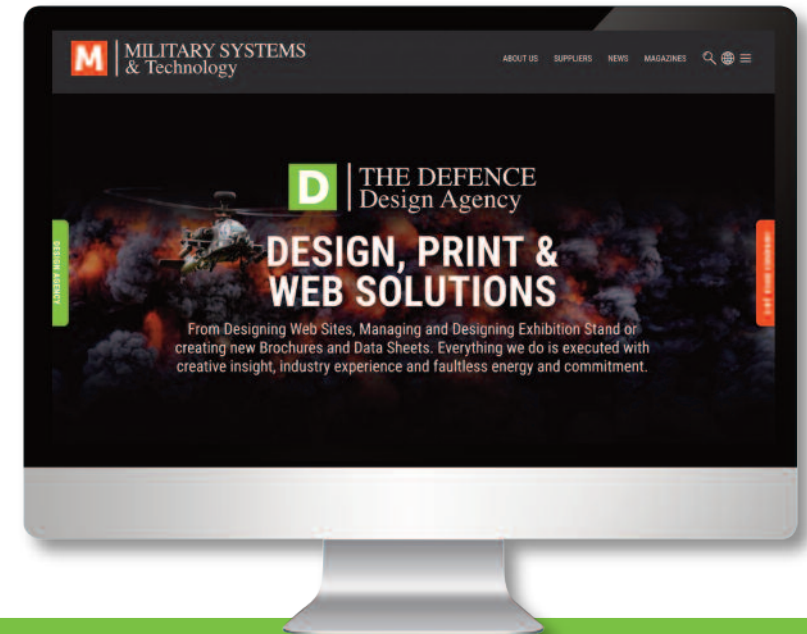 M
MILITARY SYSTEMS
& Technology
ABOUT US SUPPLIERS NEWS MAGAZINES
D
THE DEFENCE
Design Agency
DESIGN, PRINT &
WEB SOLUTIONS
From Designing Web Sites, Managing and Designing Exhibition Stand or
creating new Brochures and Data Sheets. Everything we do is executed with
creative insight, industry experience and faultless energy and commitment.
DESIGN AGENCY